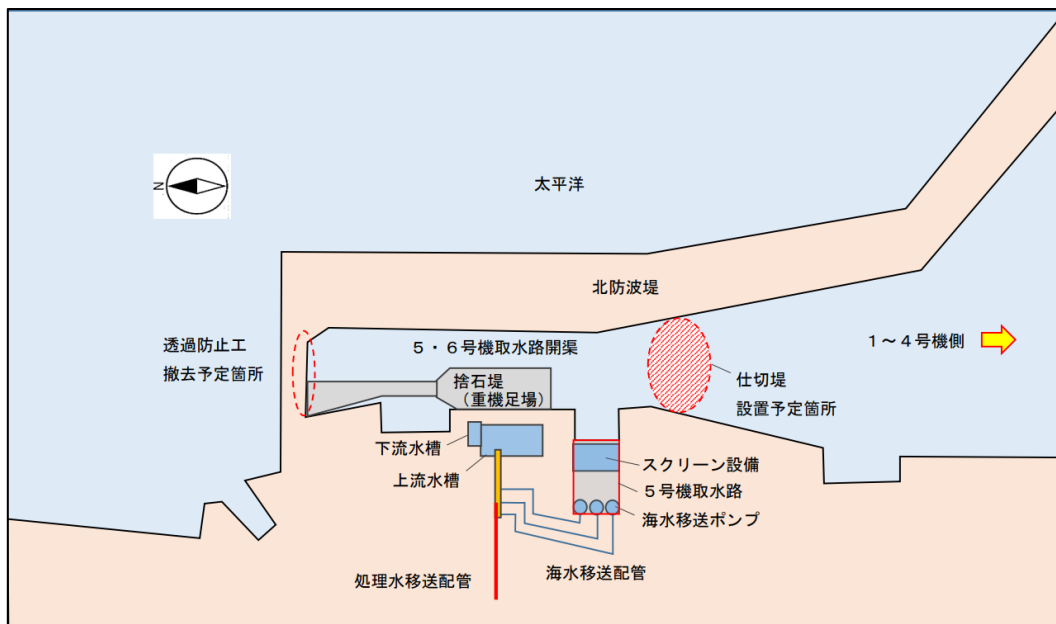 太平洋
N
北防波堤
透過防止工
撤去予定箇所
５・６号機取水路開渠
１～４号機側
捨石堤
（重機足場）
仕切堤
設置予定箇所
下流水槽
上流水槽
スクリーン設備
５号機取水路
海水移送ポンプ
処理水移送配管
海水移送配管